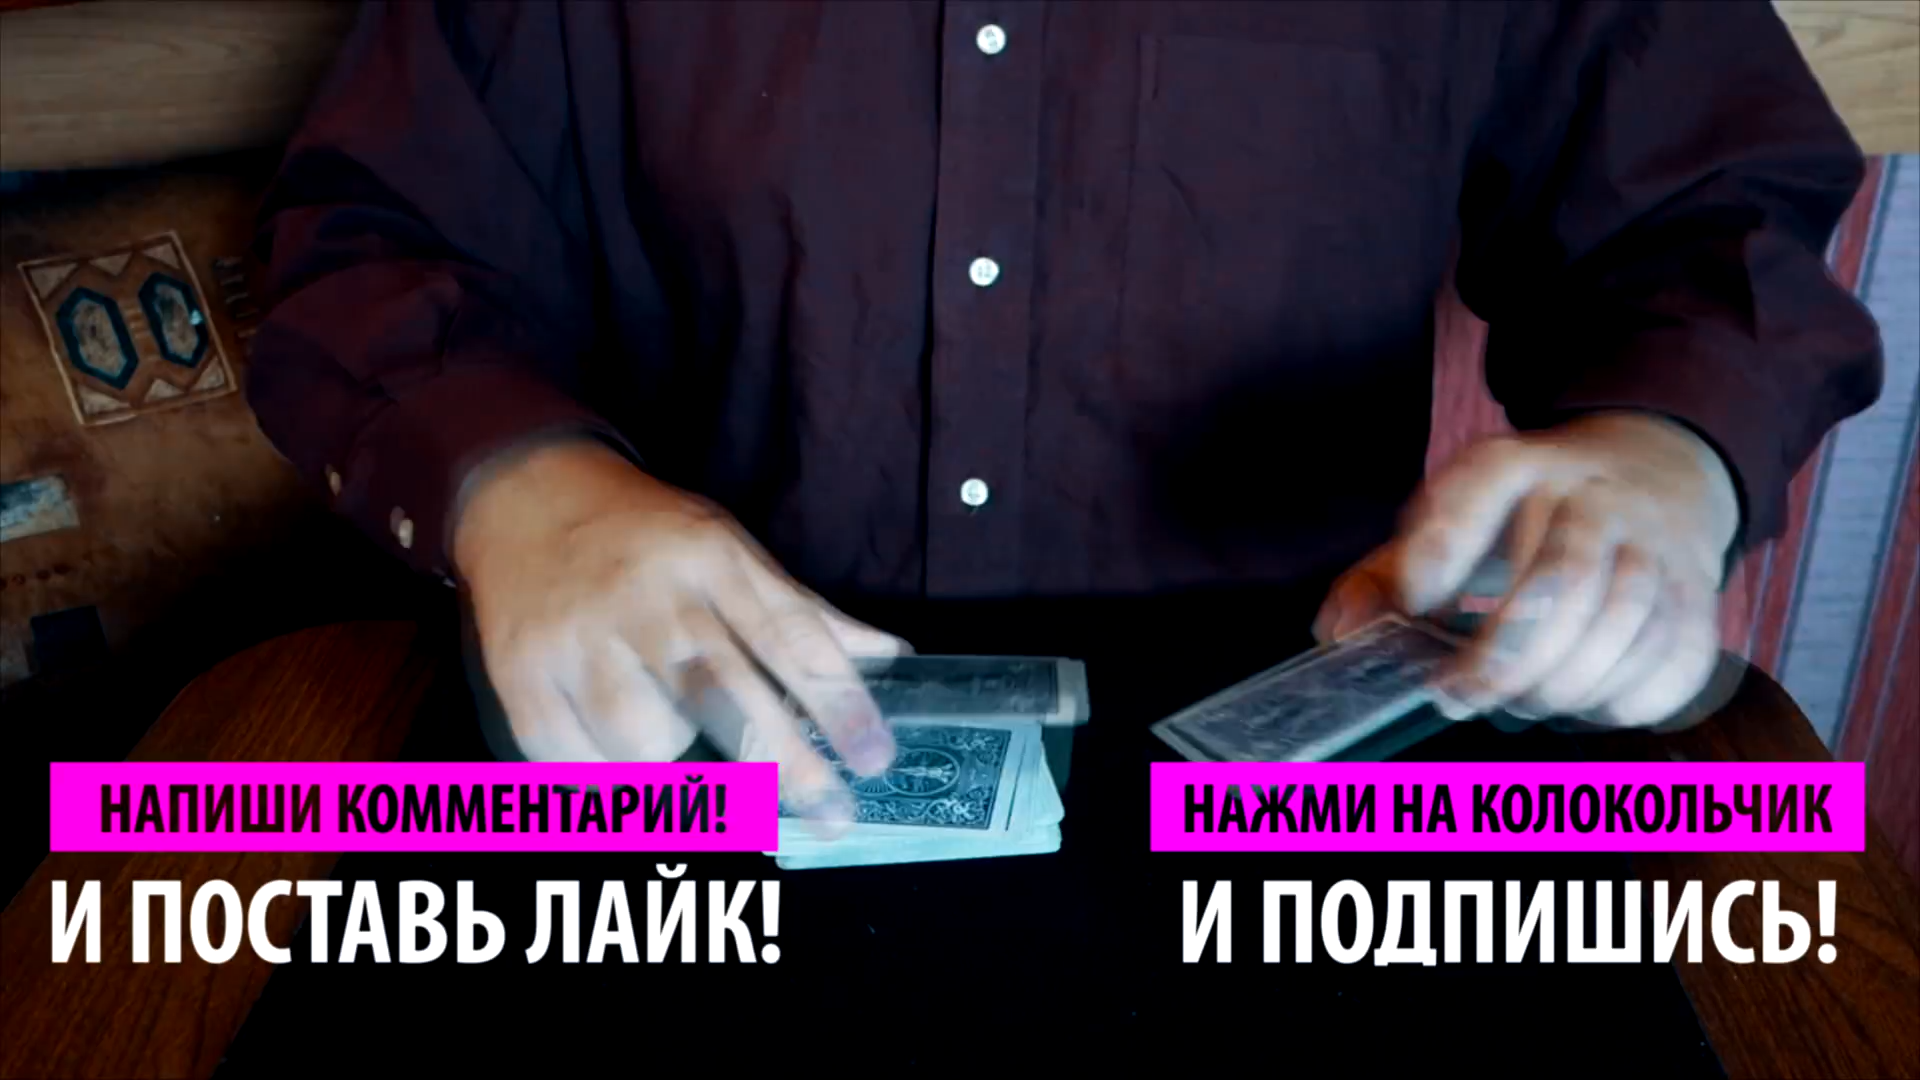 НАПИШИ КОММЕНТАРИЙ!
И ПОСТАВЬ ЛАЙК!
НАЖМИ НА КОЛОКОЛЬЧИК
И ПОДПИШИСЬ!